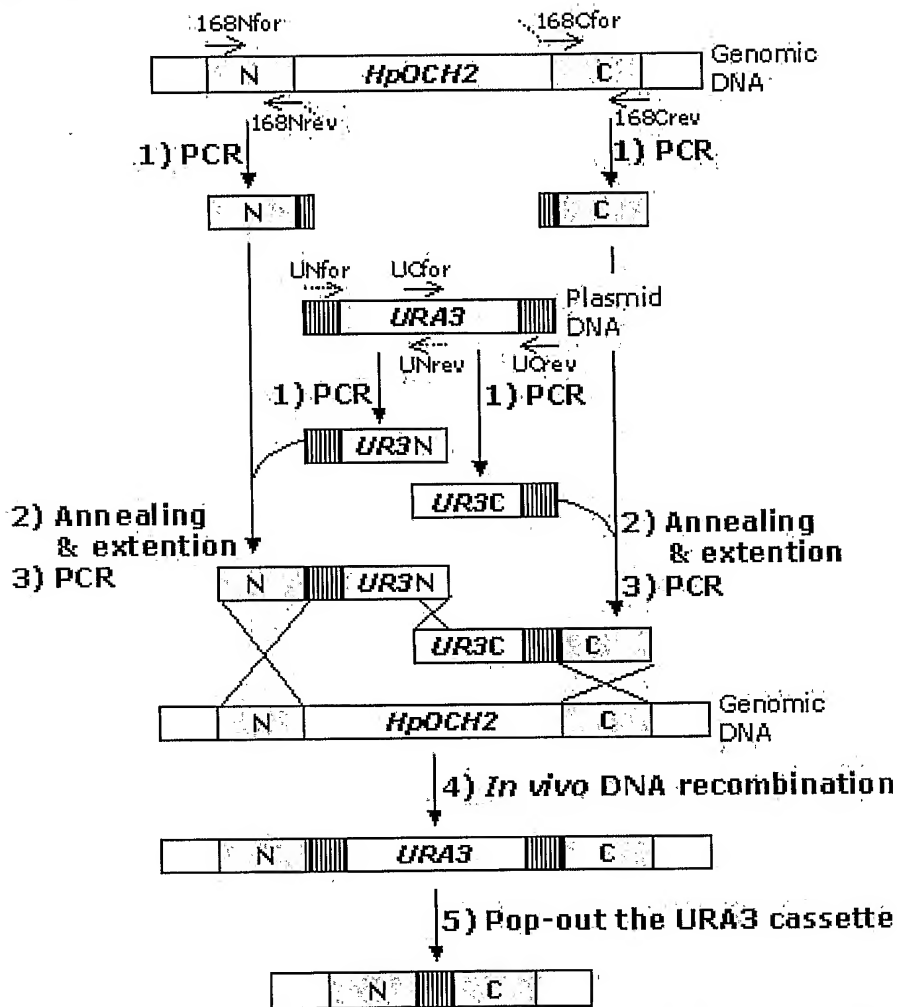 168Nfor 168Cfor
N HpOCH2 C Genomic DNA
168Nrev 168Crev
1) PCR 1) PCR
N C
UNfor UCfor
URA3 Plasmid DNA
UNrev UCrev
1) PCR 1) PCR
UR3N
UR3C
2) Annealing & extention
3) PCR
2) Annealing & extention
3) PCR
N UR3N
UR3C C
N HpOCH2 C Genomic DNA
4) In vivo DNA recombination
N URA3 C
5) Pop-out the URA3 cassette
N C